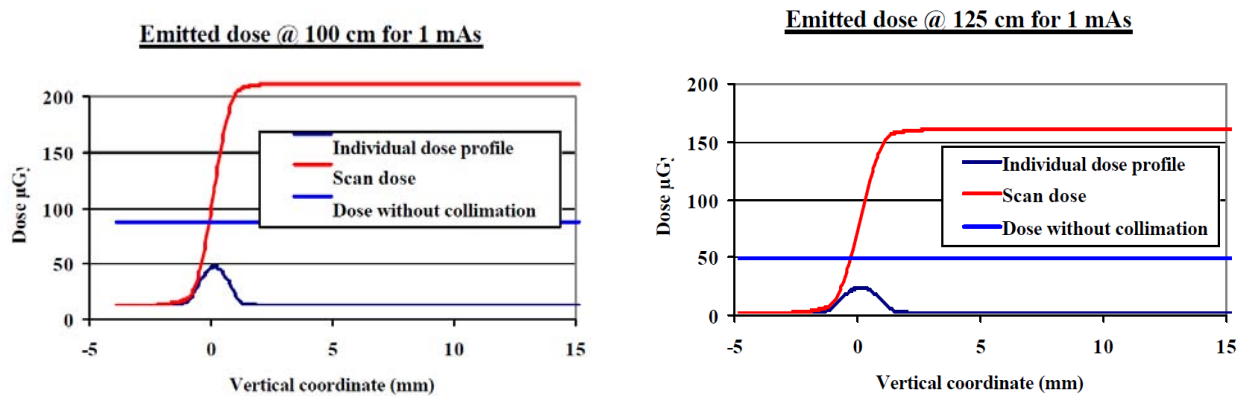 Emitted dose @ 100 cm for 1 mAs
200
150
100
50
0
Dose µGy
-5 0 5 10 15
Vertical coordinate (mm)
Individual dose profile
Scan dose
Dose without collimation
Emitted dose @ 125 cm for 1 mAs
200
150
100
50
0
Dose µGy
-5 0 5 10 15
Vertical coordinate (mm)
Individual dose profile
Scan dose
Dose without collimation